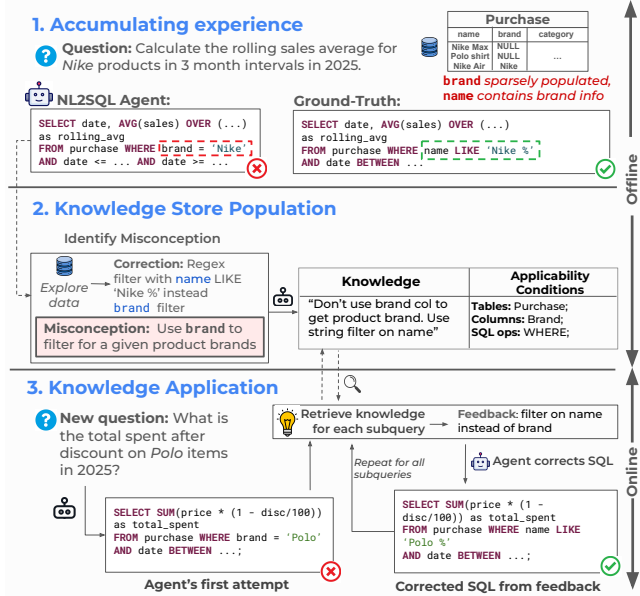 1. Accumulating experience
Question: Calculate the rolling sales average for
Nike products in 3 month intervals in 2025.
Purchase
name brand category
Nike Max NULL
Polo shirt NULL ...
Nike Air Nike
brand sparsely populated,
name contains brand info
NL2SQL Agent:
SELECT date, AVG(sales) OVER (...)
as rolling_avg
FROM purchase WHERE brand = 'Nike'
AND date <= ... AND date >= ...
Ground-Truth:
SELECT date, AVG(sales) OVER (...)
as rolling_avg
FROM purchase WHERE name LIKE 'Nike %'
AND date BETWEEN ...
Offline
2. Knowledge Store Population
Identify Misconception
Explore
data
Correction: Regex
filter with name LIKE
'Nike %' instead
brand filter
Misconception: Use brand to
filter for a given product brands
Knowledge
"Don't use brand col to
get product brand. Use
string filter on name"
Applicability
Conditions
Tables: Purchase;
Columns: Brand;
SQL ops: WHERE;
3. Knowledge Application
New question: What is
the total spent after
discount on Polo items
in 2025?
Retrieve knowledge
for each subquery
Feedback: filter on name
instead of brand
Repeat for all
subqueries
Agent corrects SQL
Online
SELECT SUM(price * (1 - disc/100))
as total_spent
FROM purchase WHERE brand = 'Polo'
AND date BETWEEN ...;
Agent's first attempt
SELECT SUM(price * (1 -
disc/100)) as total_spent
FROM purchase WHERE name LIKE
'Polo %'
AND date BETWEEN ...;
Corrected SQL from feedback